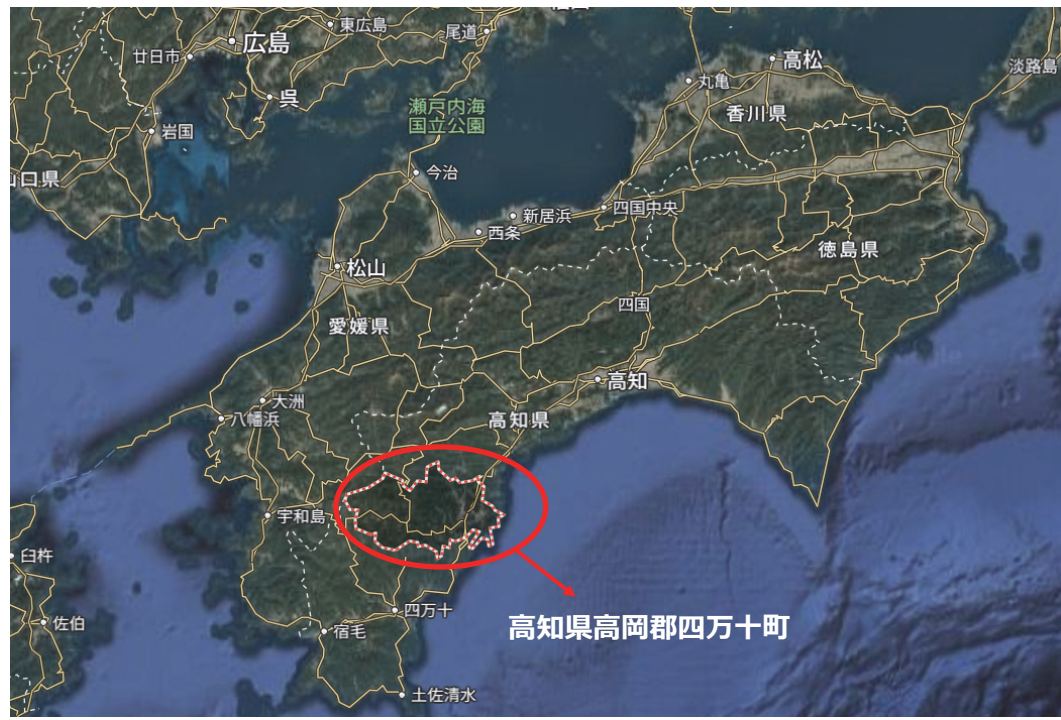 広島
東広島
尾道
廿日市
呉
岩国
山口県
瀬戸内海
国立公園
今治
高松
丸亀
淡路島
香川県
新居浜
四国中央
西条
徳島県
松山
四国
愛媛県
高知
大洲
八幡浜
高知県
宇和島
臼杵
四万十
佐伯
宿毛
高知県高岡郡四万十町
土佐清水